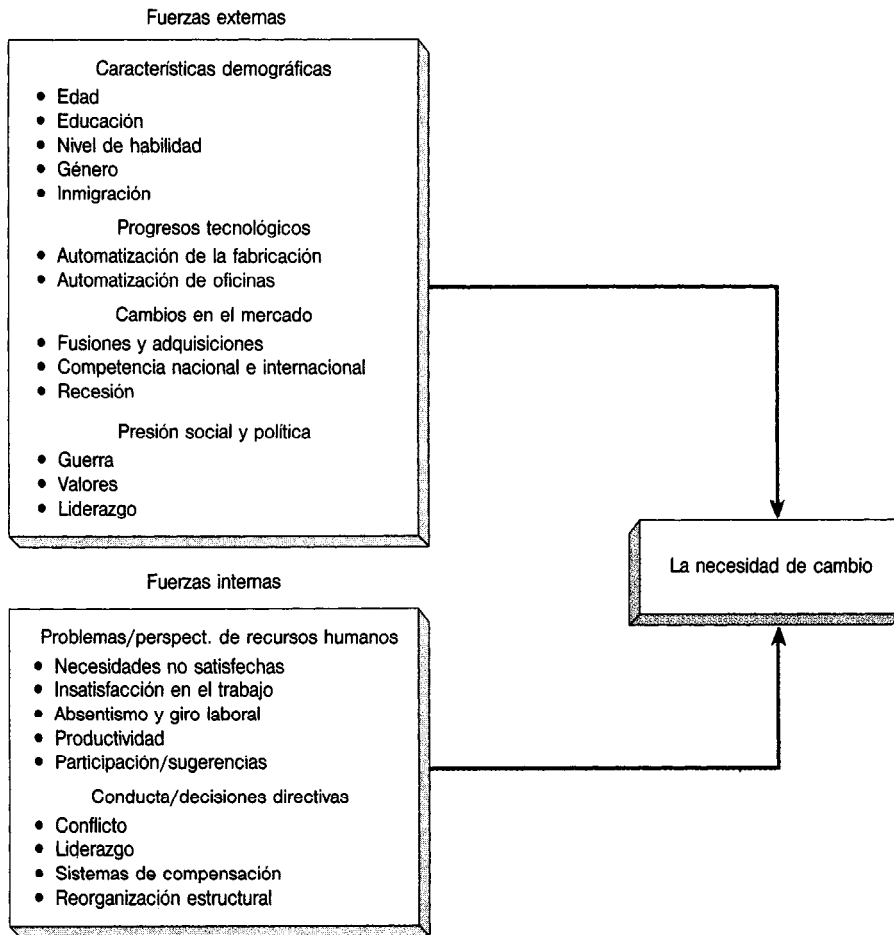 Fuerzas externas
Características demográficas
• Edad
• Educación
• Nivel de habilidad
• Género
• Inmigración
Progresos tecnológicos
• Automatización de la fabricación
• Automatización de oficinas
Cambios en el mercado
• Fusiones y adquisiciones
• Competencia nacional e internacional
• Recesión
Presión social y política
• Guerra
• Valores
• Liderazgo
La necesidad de cambio
Fuerzas internas
Problemas/perspect. de recursos humanos
• Necesidades no satisfechas
• Insatisfacción en el trabajo
• Absentismo y giro laboral
• Productividad
• Participación/sugerencias
Conducta/decisiones directivas
• Conflicto
• Liderazgo
• Sistemas de compensación
• Reorganización estructural